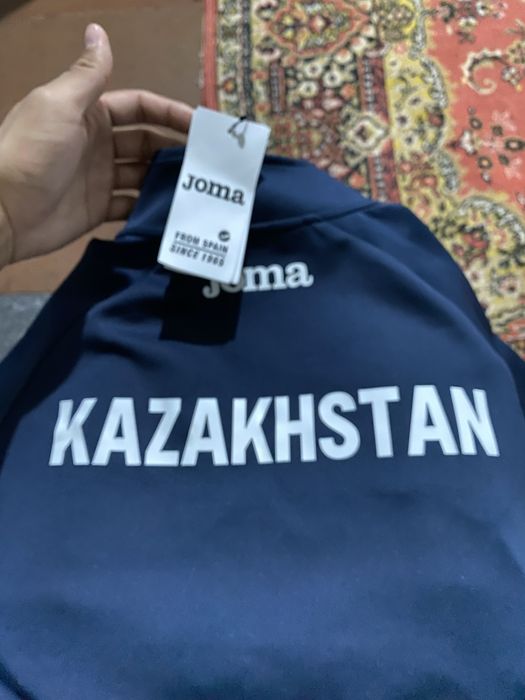 Joma
FROM SPAIN
SINCE 1965
joma
KAZAKHSTAN